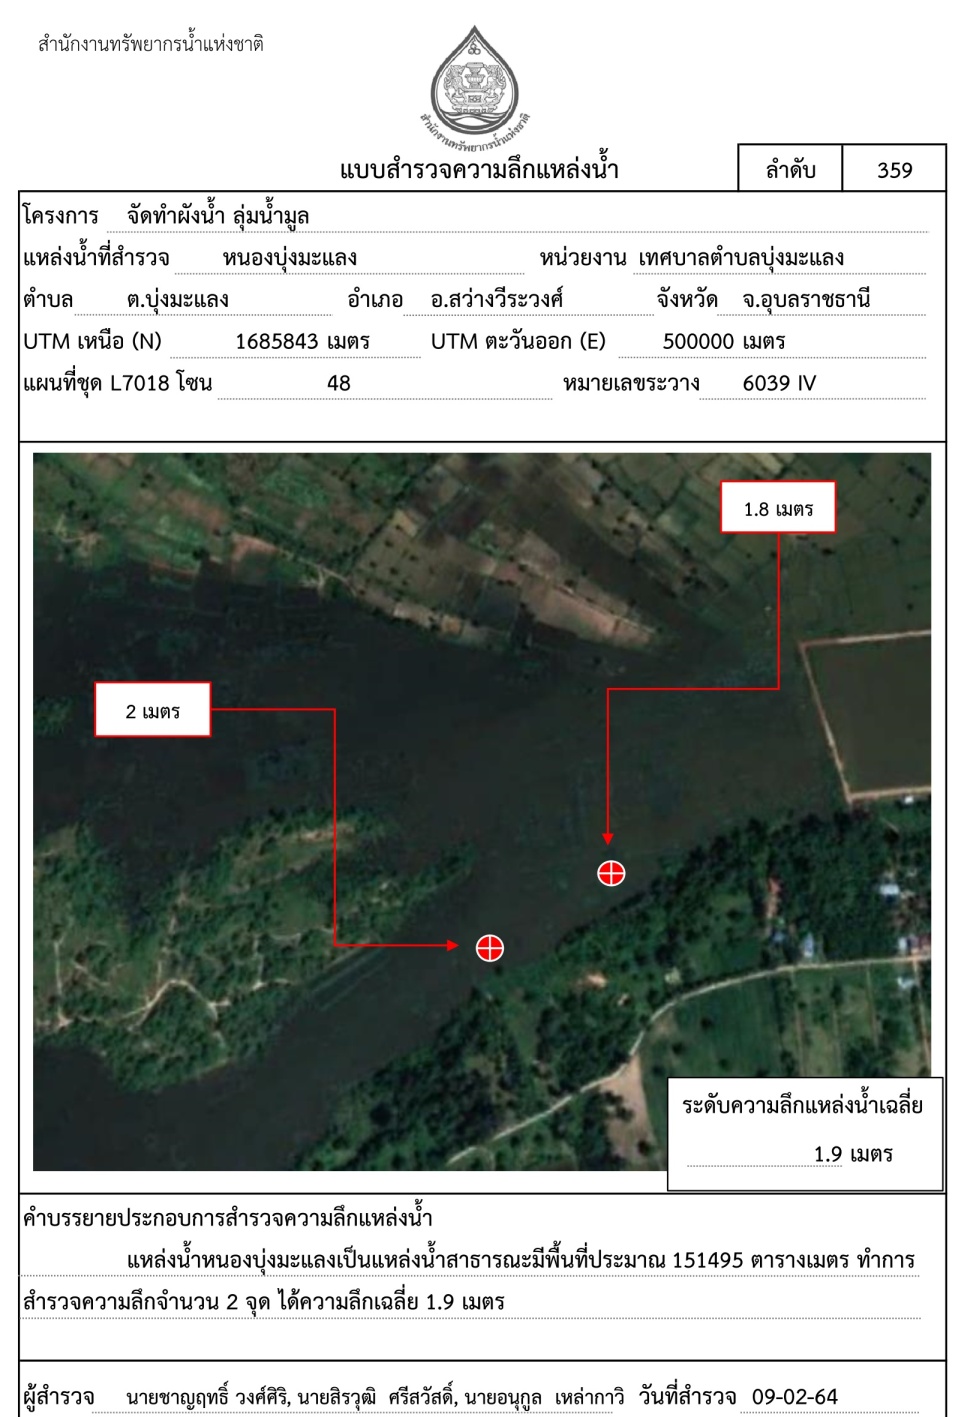 สำนักงานทรัพยากรน้ำแห่งชาติ
สำนักงานทรัพยากรน้ำแห่งชาติ
แบบสำรวจความลึกแหล่งน้ำ
ลำดับ 359
โครงการ จัดทำผังน้ำ ลุ่มน้ำมูล
แหล่งน้ำที่สำรวจ หนองบุ่งมะแลง หน่วยงาน เทศบาลตำบลบุ่งมะแลง
ตำบล ต.บุ่งมะแลง อำเภอ อ.สว่างวีระวงศ์ จังหวัด จ.อุบลราชธานี
UTM เหนือ (N) 1685843 เมตร UTM ตะวันออก (E) 500000 เมตร
แผนที่ชุด L7018 โซน 48 หมายเลขระวาง 6039 IV
1.8 เมตร
2 เมตร
ระดับความลึกแหล่งน้ำเฉลี่ย
1.9 เมตร
คำบรรยายประกอบการสำรวจความลึกแหล่งน้ำ
แหล่งน้ำหนองบุ่งมะแลงเป็นแหล่งน้ำสาธารณะมีพื้นที่ประมาณ 151495 ตารางเมตร ทำการ
สำรวจความลึกจำนวน 2 จุด ได้ความลึกเฉลี่ย 1.9 เมตร
ผู้สำรวจ นายชาญฤทธิ์ วงศ์ศิริ, นายสิรวุฒิ ศรีสวัสดิ์, นายอนุกูล เหล่ากาวิ วันที่สำรวจ 09-02-64